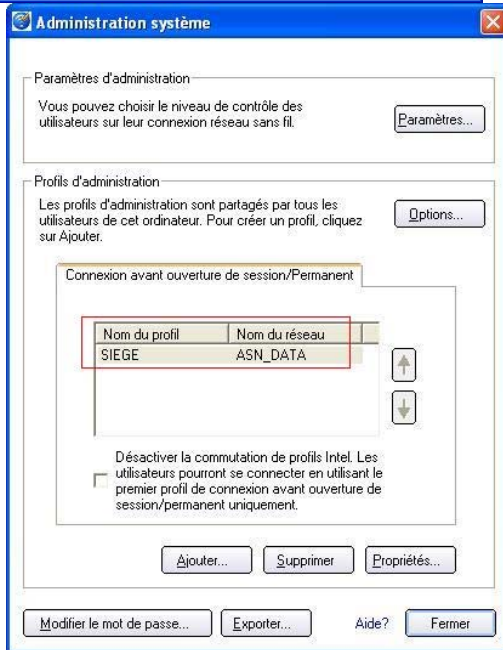 Administration système
Paramètres d'administration
Vous pouvez choisir le niveau de contrôle des
utilisateurs sur leur connexion réseau sans fil.
Paramètres...
Profils d'administration
Les profils d'administration sont partagés par tous les
utilisateurs de cet ordinateur. Pour créer un profil, cliquez
sur Ajouter.
Options...
Connexion avant ouverture de session/Permanent
Nom du profil Nom du réseau
SIEGE ASN_DATA
Désactiver la commutation de profils Intel. Les
utilisateurs pourront se connecter en utilisant le
premier profil de connexion avant ouverture de
session/permanent uniquement.
Ajouter... Supprimer Propriétés...
Modifier le mot de passe... Exporter... Aide? Fermer